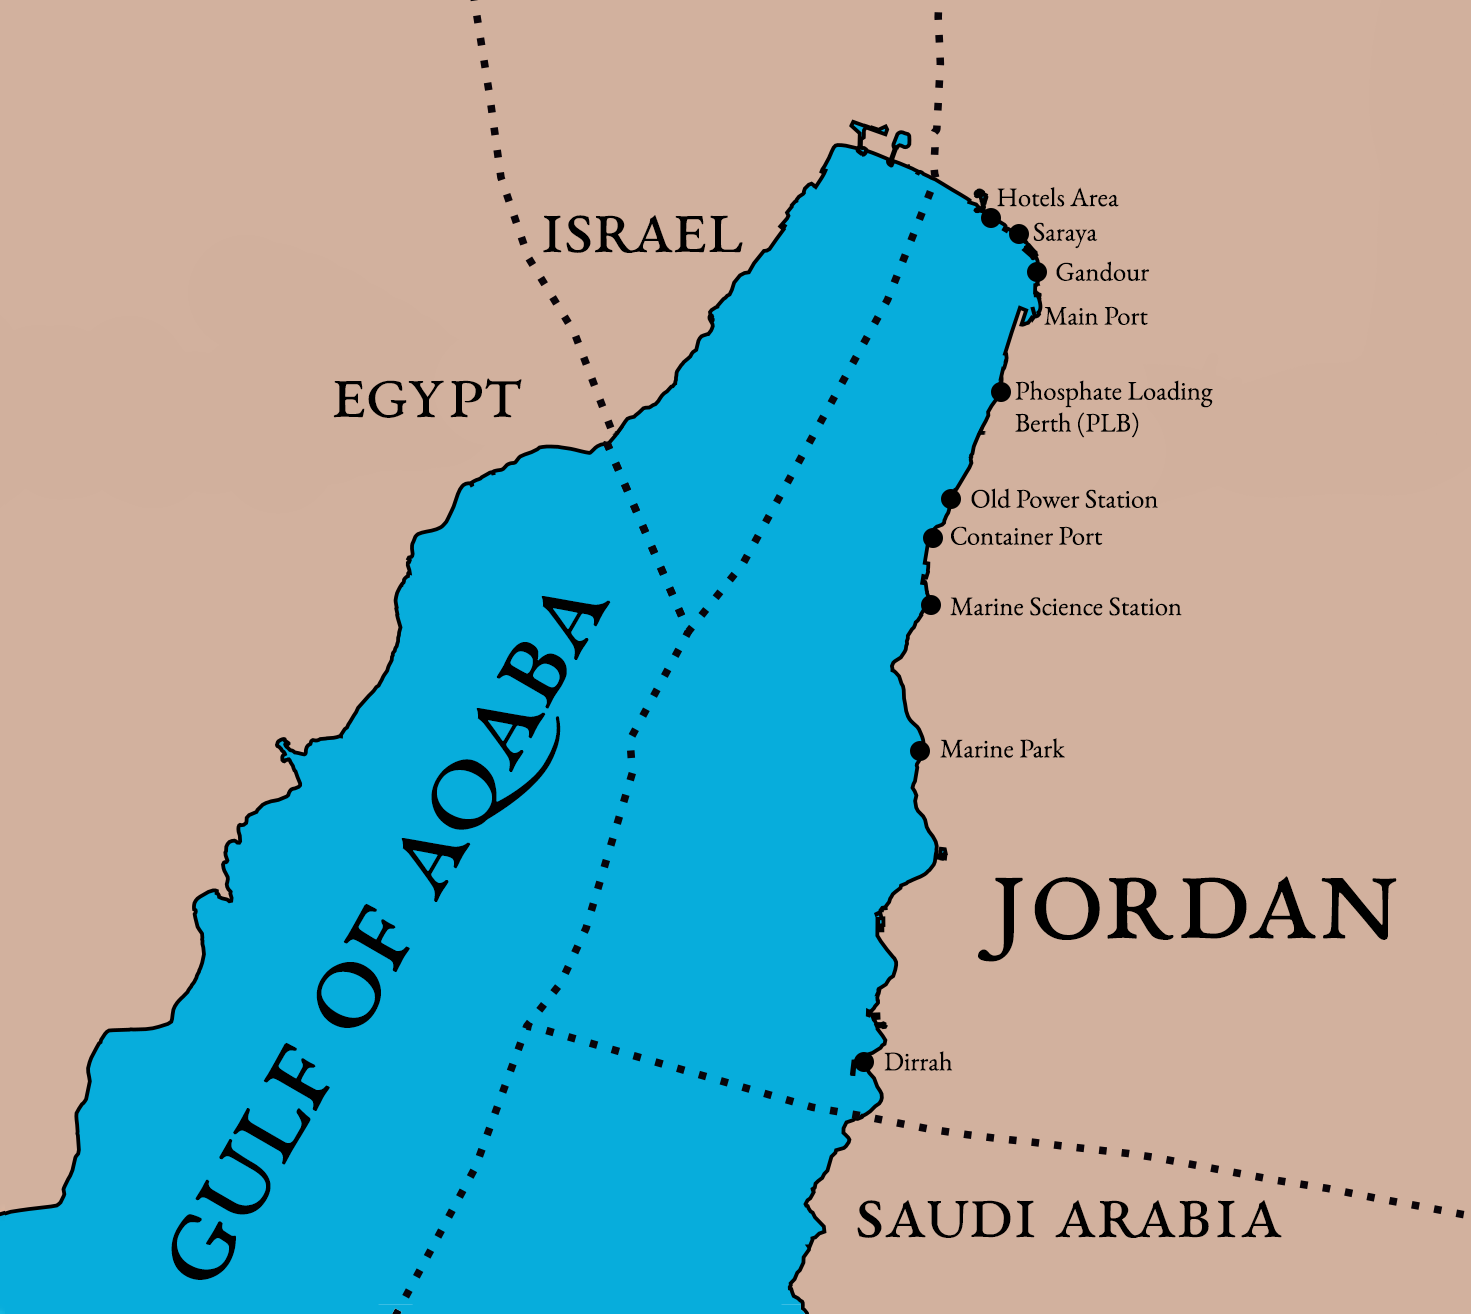 Hotels Area
ISRAEL
Saraya
Gandour
Main Port
EGYPT
Phosphate Loading
Berth (PLB)
Old Power Station
Container Port
Marine Science Station
GULF OF AQABA
Marine Park
JORDAN
Dirrah
SAUDI ARABIA